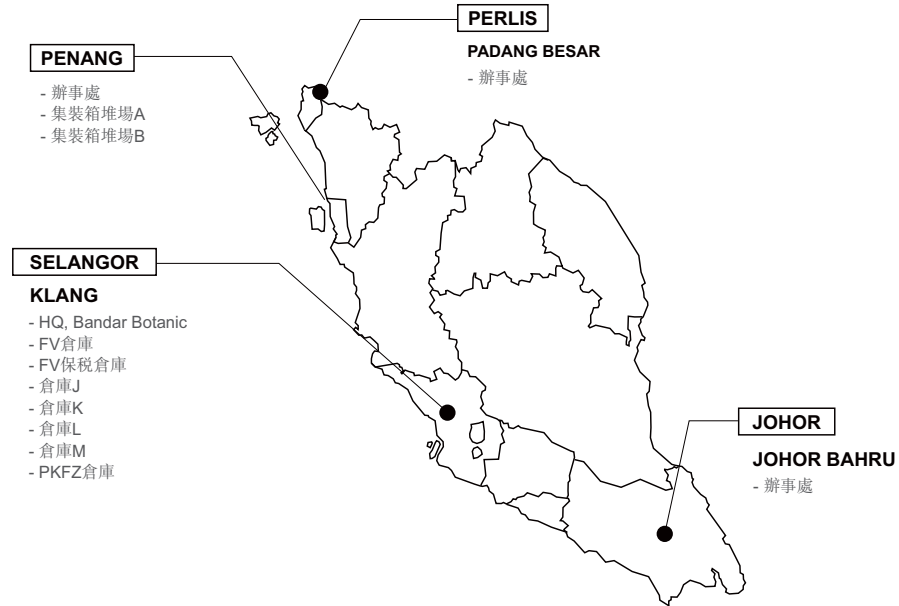 PERLIS
PADANG BESAR
- 辦事處
PENANG
- 辦事處
- 集裝箱堆場A
- 集裝箱堆場B
SELANGOR
KLANG
- HQ, Bandar Botanic
- FV倉庫
- FV保税倉庫
- 倉庫J
- 倉庫K
- 倉庫L
- 倉庫M
- PKFZ倉庫
JOHOR
JOHOR BAHRU
- 辦事處